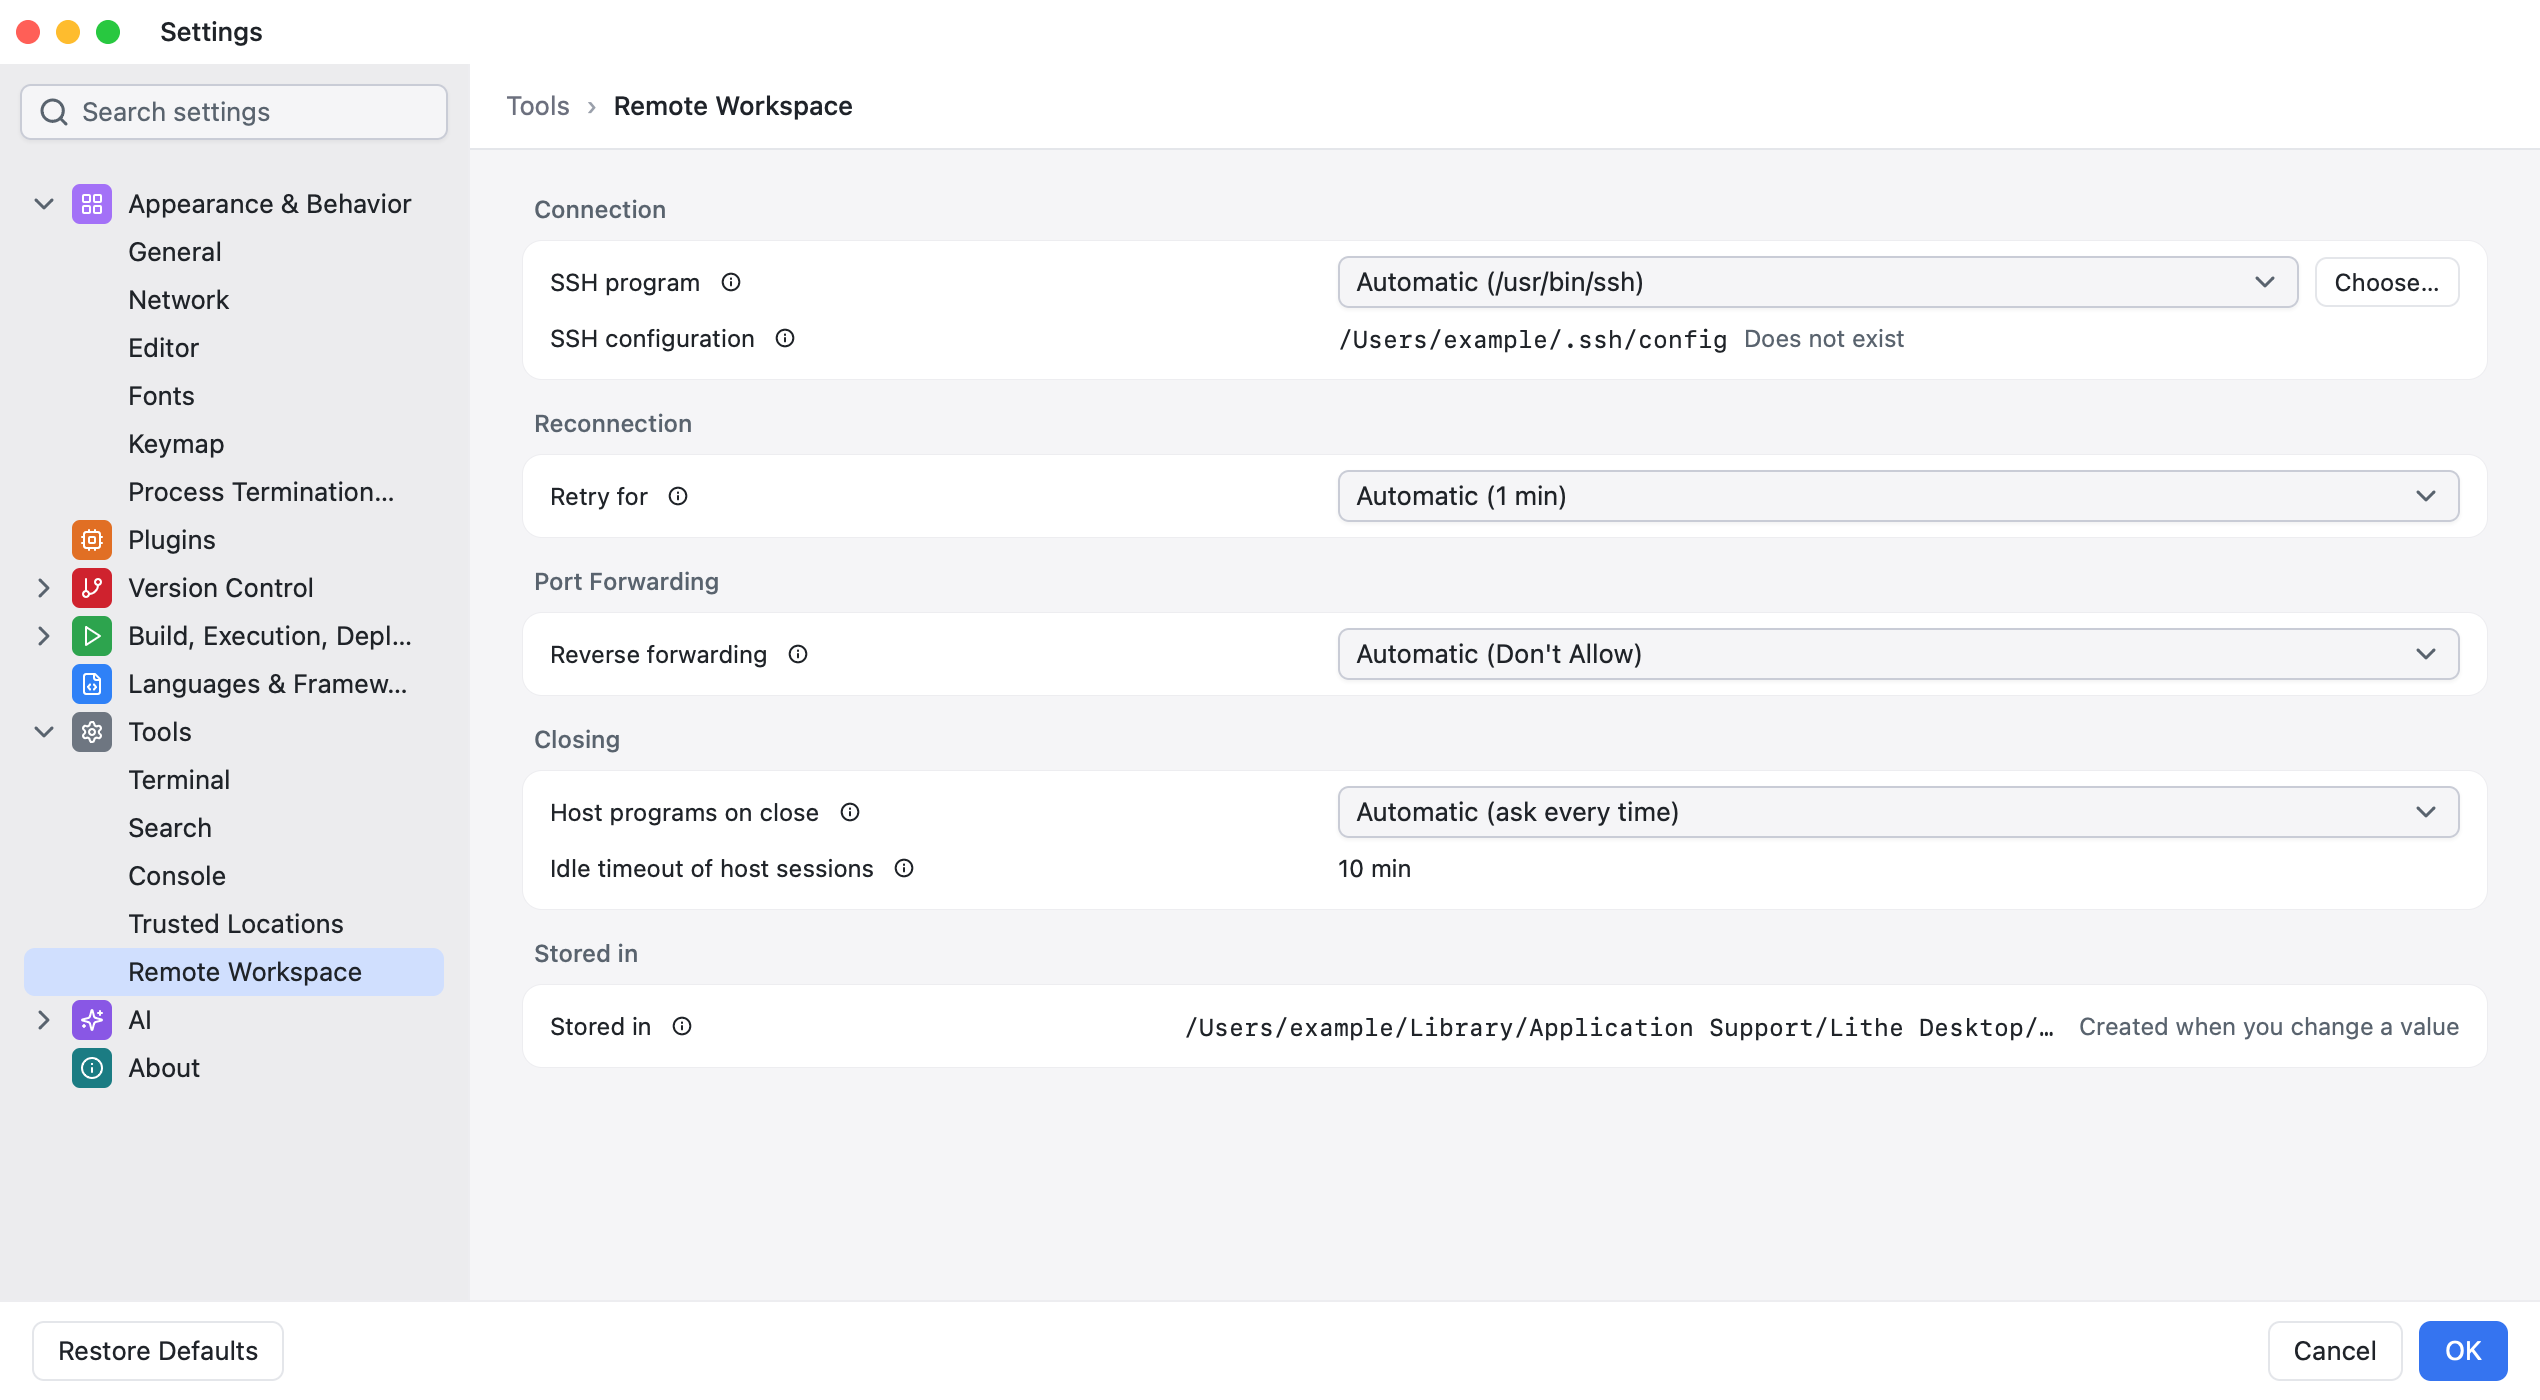 Settings
Search settings
Appearance & Behavior
General
Network
Editor
Fonts
Keymap
Process Termination...
Plugins
Version Control
Build, Execution, Depl...
Languages & Framew...
Tools
Terminal
Search
Console
Trusted Locations
Remote Workspace
AI
About
Tools › Remote Workspace
Connection
SSH program Automatic (/usr/bin/ssh) Choose...
SSH configuration /Users/example/.ssh/config Does not exist
Reconnection
Retry for Automatic (1 min)
Port Forwarding
Reverse forwarding Automatic (Don't Allow)
Closing
Host programs on close Automatic (ask every time)
Idle timeout of host sessions 10 min
Stored in
Stored in /Users/example/Library/Application Support/Lithe Desktop/… Created when you change a value
Restore Defaults
Cancel
OK